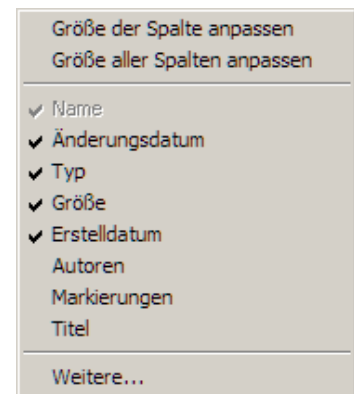 Größe der Spalte anpassen
Größe aller Spalten anpassen
Name
Änderungsdatum
Typ
Größe
Erstelldatum
Autoren
Markierungen
Titel
Weitere...